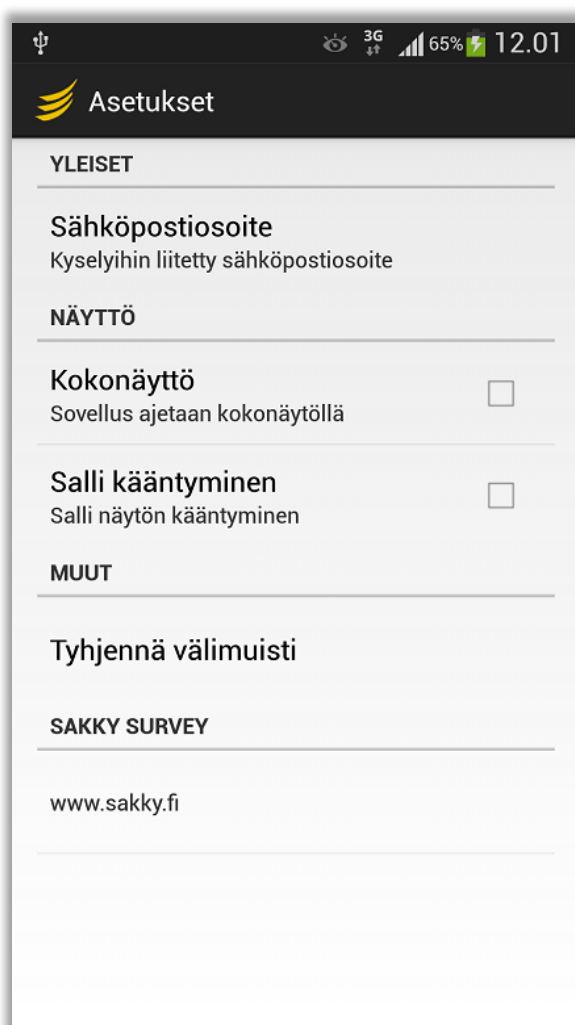 3G 65% 12.01
Asetukset
YLEISET
Sähköpostiosoite
Kyselyihin liitetty sähköpostiosoite
NÄYTTÖ
Kokonäyttö
Sovellus ajetaan kokonäytöllä
Salli kääntyminen
Salli näytön kääntyminen
MUUT
Tyhjennä välimuisti
SAKKY SURVEY
www.sakky.fi